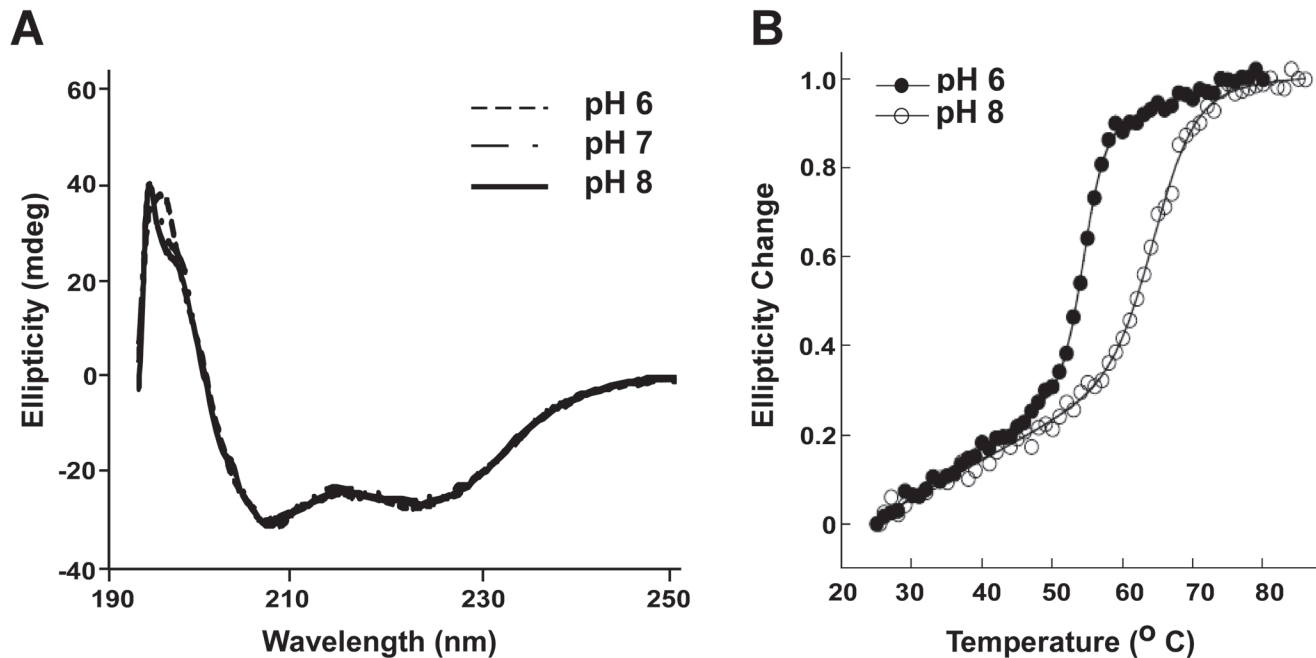 A
60
40
20
0
-20
-40
190 210 230 250
Ellipticity (mdeg)
Wavelength (nm)
pH 6
pH 7
pH 8
B
1.0
0.8
0.6
0.4
0.2
0
20 30 40 50 60 70 80
Ellipticity Change
Temperature (º C)
pH 6
pH 8